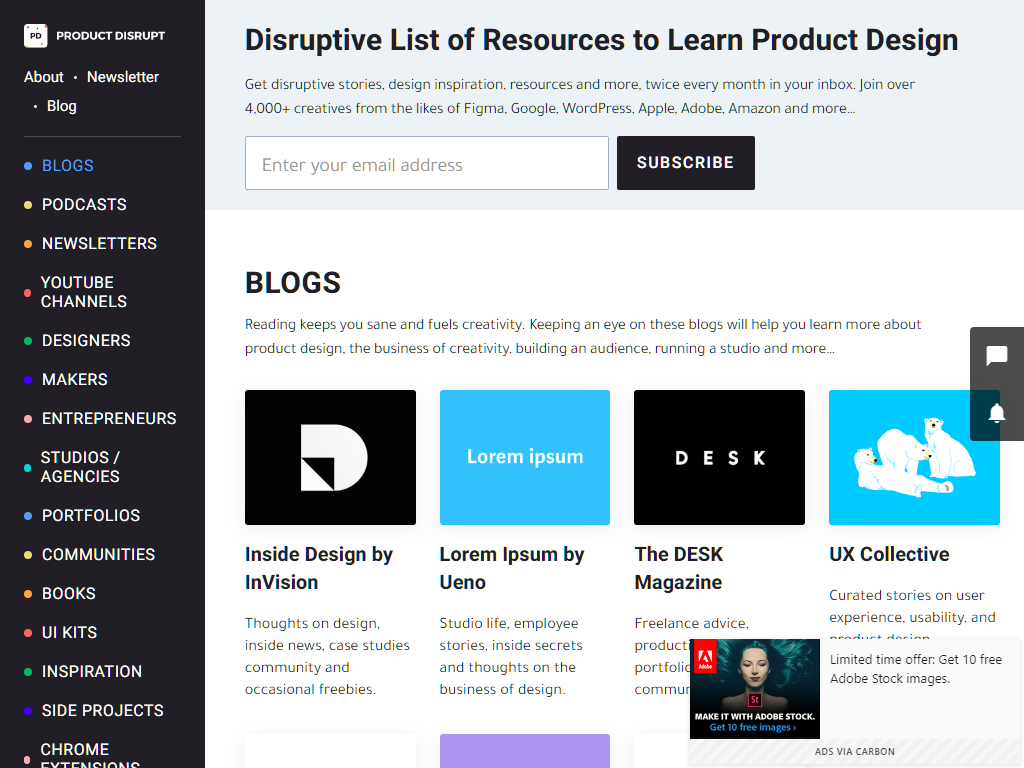 PD PRODUCT DISRUPT
About • Newsletter
• Blog
BLOGS
PODCASTS
NEWSLETTERS
YOUTUBE
CHANNELS
DESIGNERS
MAKERS
ENTREPRENEURS
STUDIOS /
AGENCIES
PORTFOLIOS
COMMUNITIES
BOOKS
UI KITS
INSPIRATION
SIDE PROJECTS
CHROME
EXTENSIONS
Disruptive List of Resources to Learn Product Design
Get disruptive stories, design inspiration, resources and more, twice every month in your inbox. Join over
4,000+ creatives from the likes of Figma, Google, WordPress, Apple, Adobe, Amazon and more...
Enter your email address
SUBSCRIBE
BLOGS
Reading keeps you sane and fuels creativity. Keeping an eye on these blogs will help you learn more about
product design, the business of creativity, building an audience, running a studio and more...
Inside Design by
InVision
Thoughts on design,
inside news, case studies
community and
occasional freebies.
Lorem ipsum
Lorem Ipsum by
Ueno
Studio life, employee
stories, inside secrets
and thoughts on the
business of design.
DESK
The DESK
Magazine
Freelance advice,
UX Collective
Curated stories on user
experience, usability, and
product design
Adobe
St
MAKE IT WITH ADOBE STOCK.
Get 10 free images ›
Limited time offer: Get 10 free
Adobe Stock images.
ADS VIA CARBON